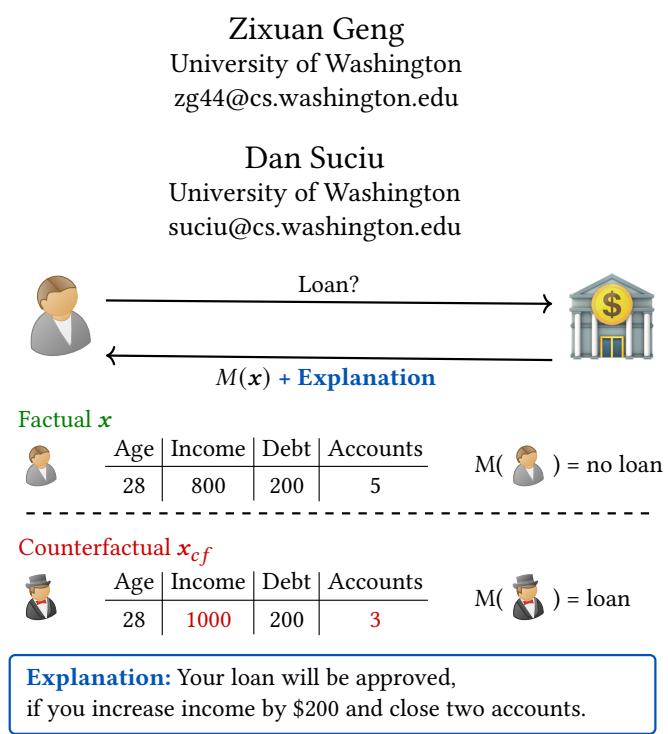 Zixuan Geng
University of Washington
zg44@cs.washington.edu
Dan Suciu
University of Washington
suciu@cs.washington.edu
Loan?
$
M(x) + Explanation
Factual x
Age Income Debt Accounts
28 800 200 5
M( ) = no loan
Counterfactual x_cf
Age Income Debt Accounts
28 1000 200 3
M( ) = loan
Explanation: Your loan will be approved,
if you increase income by $200 and close two accounts.